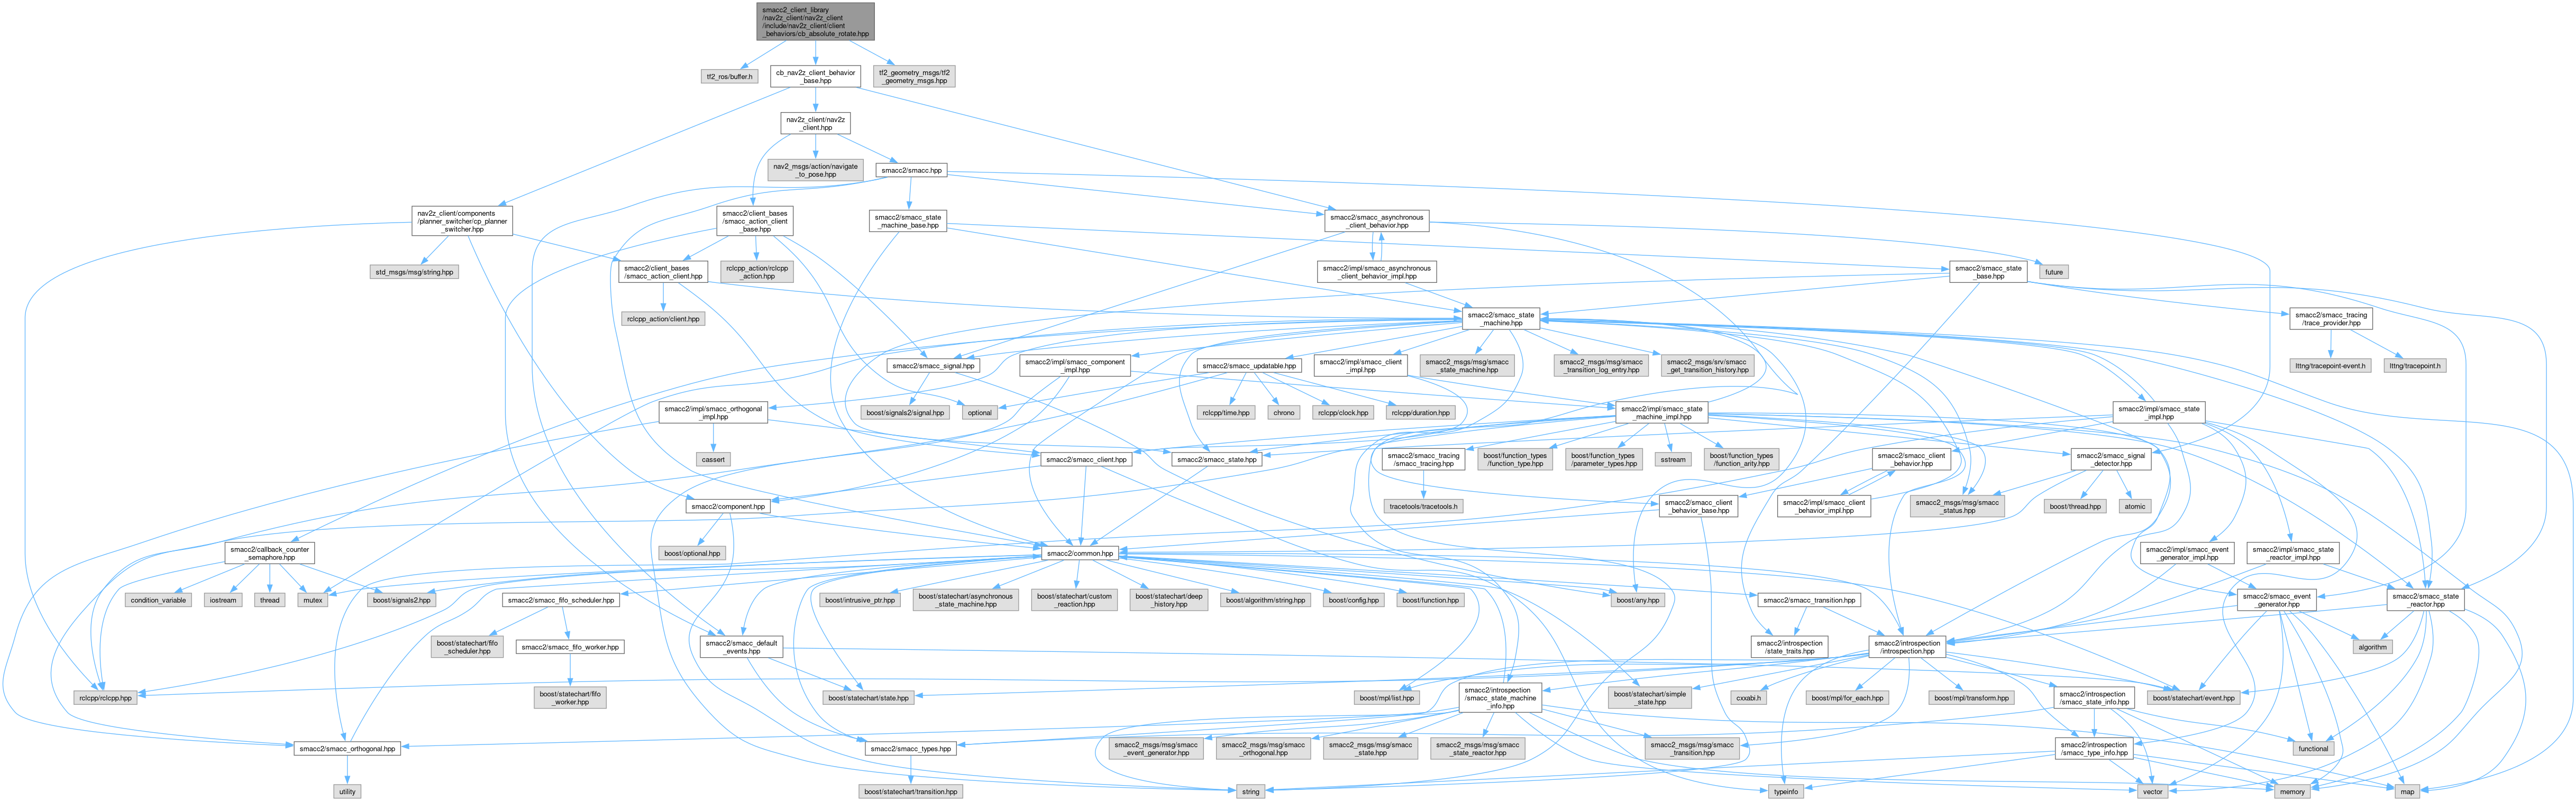 smacc2_client_library
/nav2z_client/nav2z_client
/include/nav2z_client/client
_behaviors/cb_absolute_rotate.hpp
tf2_ros/buffer.h
cb_nav2z_client_behavior
_base.hpp
tf2_geometry_msgs/tf2
_geometry_msgs.hpp
nav2z_client/nav2z
_client.hpp
nav2_msgs/action/navigate
_to_pose.hpp
smacc2/smacc.hpp
nav2z_client/components
/planner_switcher/cp_planner
_switcher.hpp
smacc2/client_bases
/smacc_action_client
_base.hpp
smacc2/smacc_state
_machine_base.hpp
smacc2/smacc_asynchronous
_client_behavior.hpp
std_msgs/msg/string.hpp
smacc2/client_bases
/smacc_action_client.hpp
rclcpp_action/rclcpp
_action.hpp
smacc2/impl/smacc_asynchronous
_client_behavior_impl.hpp
smacc2/smacc_state
_base.hpp
future
rclcpp_action/client.hpp
smacc2/smacc_state
_machine.hpp
smacc2/smacc_tracing
/trace_provider.hpp
smacc2/smacc_signal.hpp
smacc2/impl/smacc_component
_impl.hpp
smacc2/smacc_updatable.hpp
smacc2/impl/smacc_client
_impl.hpp
smacc2_msgs/msg/smacc
_state_machine.hpp
smacc2_msgs/msg/smacc
_transition_log_entry.hpp
smacc2_msgs/srv/smacc
_get_transition_history.hpp
lttng/tracepoint-event.h
lttng/tracepoint.h
smacc2/impl/smacc_orthogonal
_impl.hpp
boost/signals2/signal.hpp
optional
rclcpp/time.hpp
chrono
rclcpp/clock.hpp
rclcpp/duration.hpp
smacc2/impl/smacc_state
_machine_impl.hpp
smacc2/impl/smacc_state
_impl.hpp
cassert
smacc2/smacc_client.hpp
smacc2/smacc_state.hpp
smacc2/smacc_tracing
/smacc_tracing.hpp
boost/function_types
/function_type.hpp
boost/function_types
/parameter_types.hpp
sstream
boost/function_types
/function_arity.hpp
smacc2/smacc_client
_behavior.hpp
smacc2/smacc_signal
_detector.hpp
smacc2/component.hpp
tracetools/tracetools.h
smacc2/smacc_client
_behavior_base.hpp
smacc2/impl/smacc_client
_behavior_impl.hpp
smacc2_msgs/msg/smacc
_status.hpp
boost/thread.hpp
atomic
smacc2/callback_counter
_semaphore.hpp
boost/optional.hpp
smacc2/common.hpp
smacc2/impl/smacc_event
_generator_impl.hpp
smacc2/impl/smacc_state
_reactor_impl.hpp
condition_variable
iostream
thread
mutex
boost/signals2.hpp
smacc2/smacc_fifo_scheduler.hpp
boost/intrusive_ptr.hpp
boost/statechart/asynchronous
_state_machine.hpp
boost/statechart/custom
_reaction.hpp
boost/statechart/deep
_history.hpp
boost/algorithm/string.hpp
boost/config.hpp
boost/function.hpp
boost/any.hpp
smacc2/smacc_transition.hpp
smacc2/smacc_event
_generator.hpp
smacc2/smacc_state
_reactor.hpp
boost/statechart/fifo
_scheduler.hpp
smacc2/smacc_fifo_worker.hpp
smacc2/smacc_default
_events.hpp
smacc2/introspection
/state_traits.hpp
smacc2/introspection
/introspection.hpp
algorithm
rclcpp/rclcpp.hpp
boost/statechart/fifo
_worker.hpp
boost/statechart/state.hpp
boost/mpl/list.hpp
smacc2/introspection
/smacc_state_machine
_info.hpp
boost/statechart/simple
_state.hpp
cxxabi.h
boost/mpl/for_each.hpp
boost/mpl/transform.hpp
smacc2/introspection
/smacc_state_info.hpp
boost/statechart/event.hpp
smacc2/smacc_orthogonal.hpp
smacc2/smacc_types.hpp
smacc2_msgs/msg/smacc
_event_generator.hpp
smacc2_msgs/msg/smacc
_orthogonal.hpp
smacc2_msgs/msg/smacc
_state.hpp
smacc2_msgs/msg/smacc
_state_reactor.hpp
smacc2_msgs/msg/smacc
_transition.hpp
smacc2/introspection
/smacc_type_info.hpp
functional
utility
boost/statechart/transition.hpp
string
typeinfo
vector
memory
map